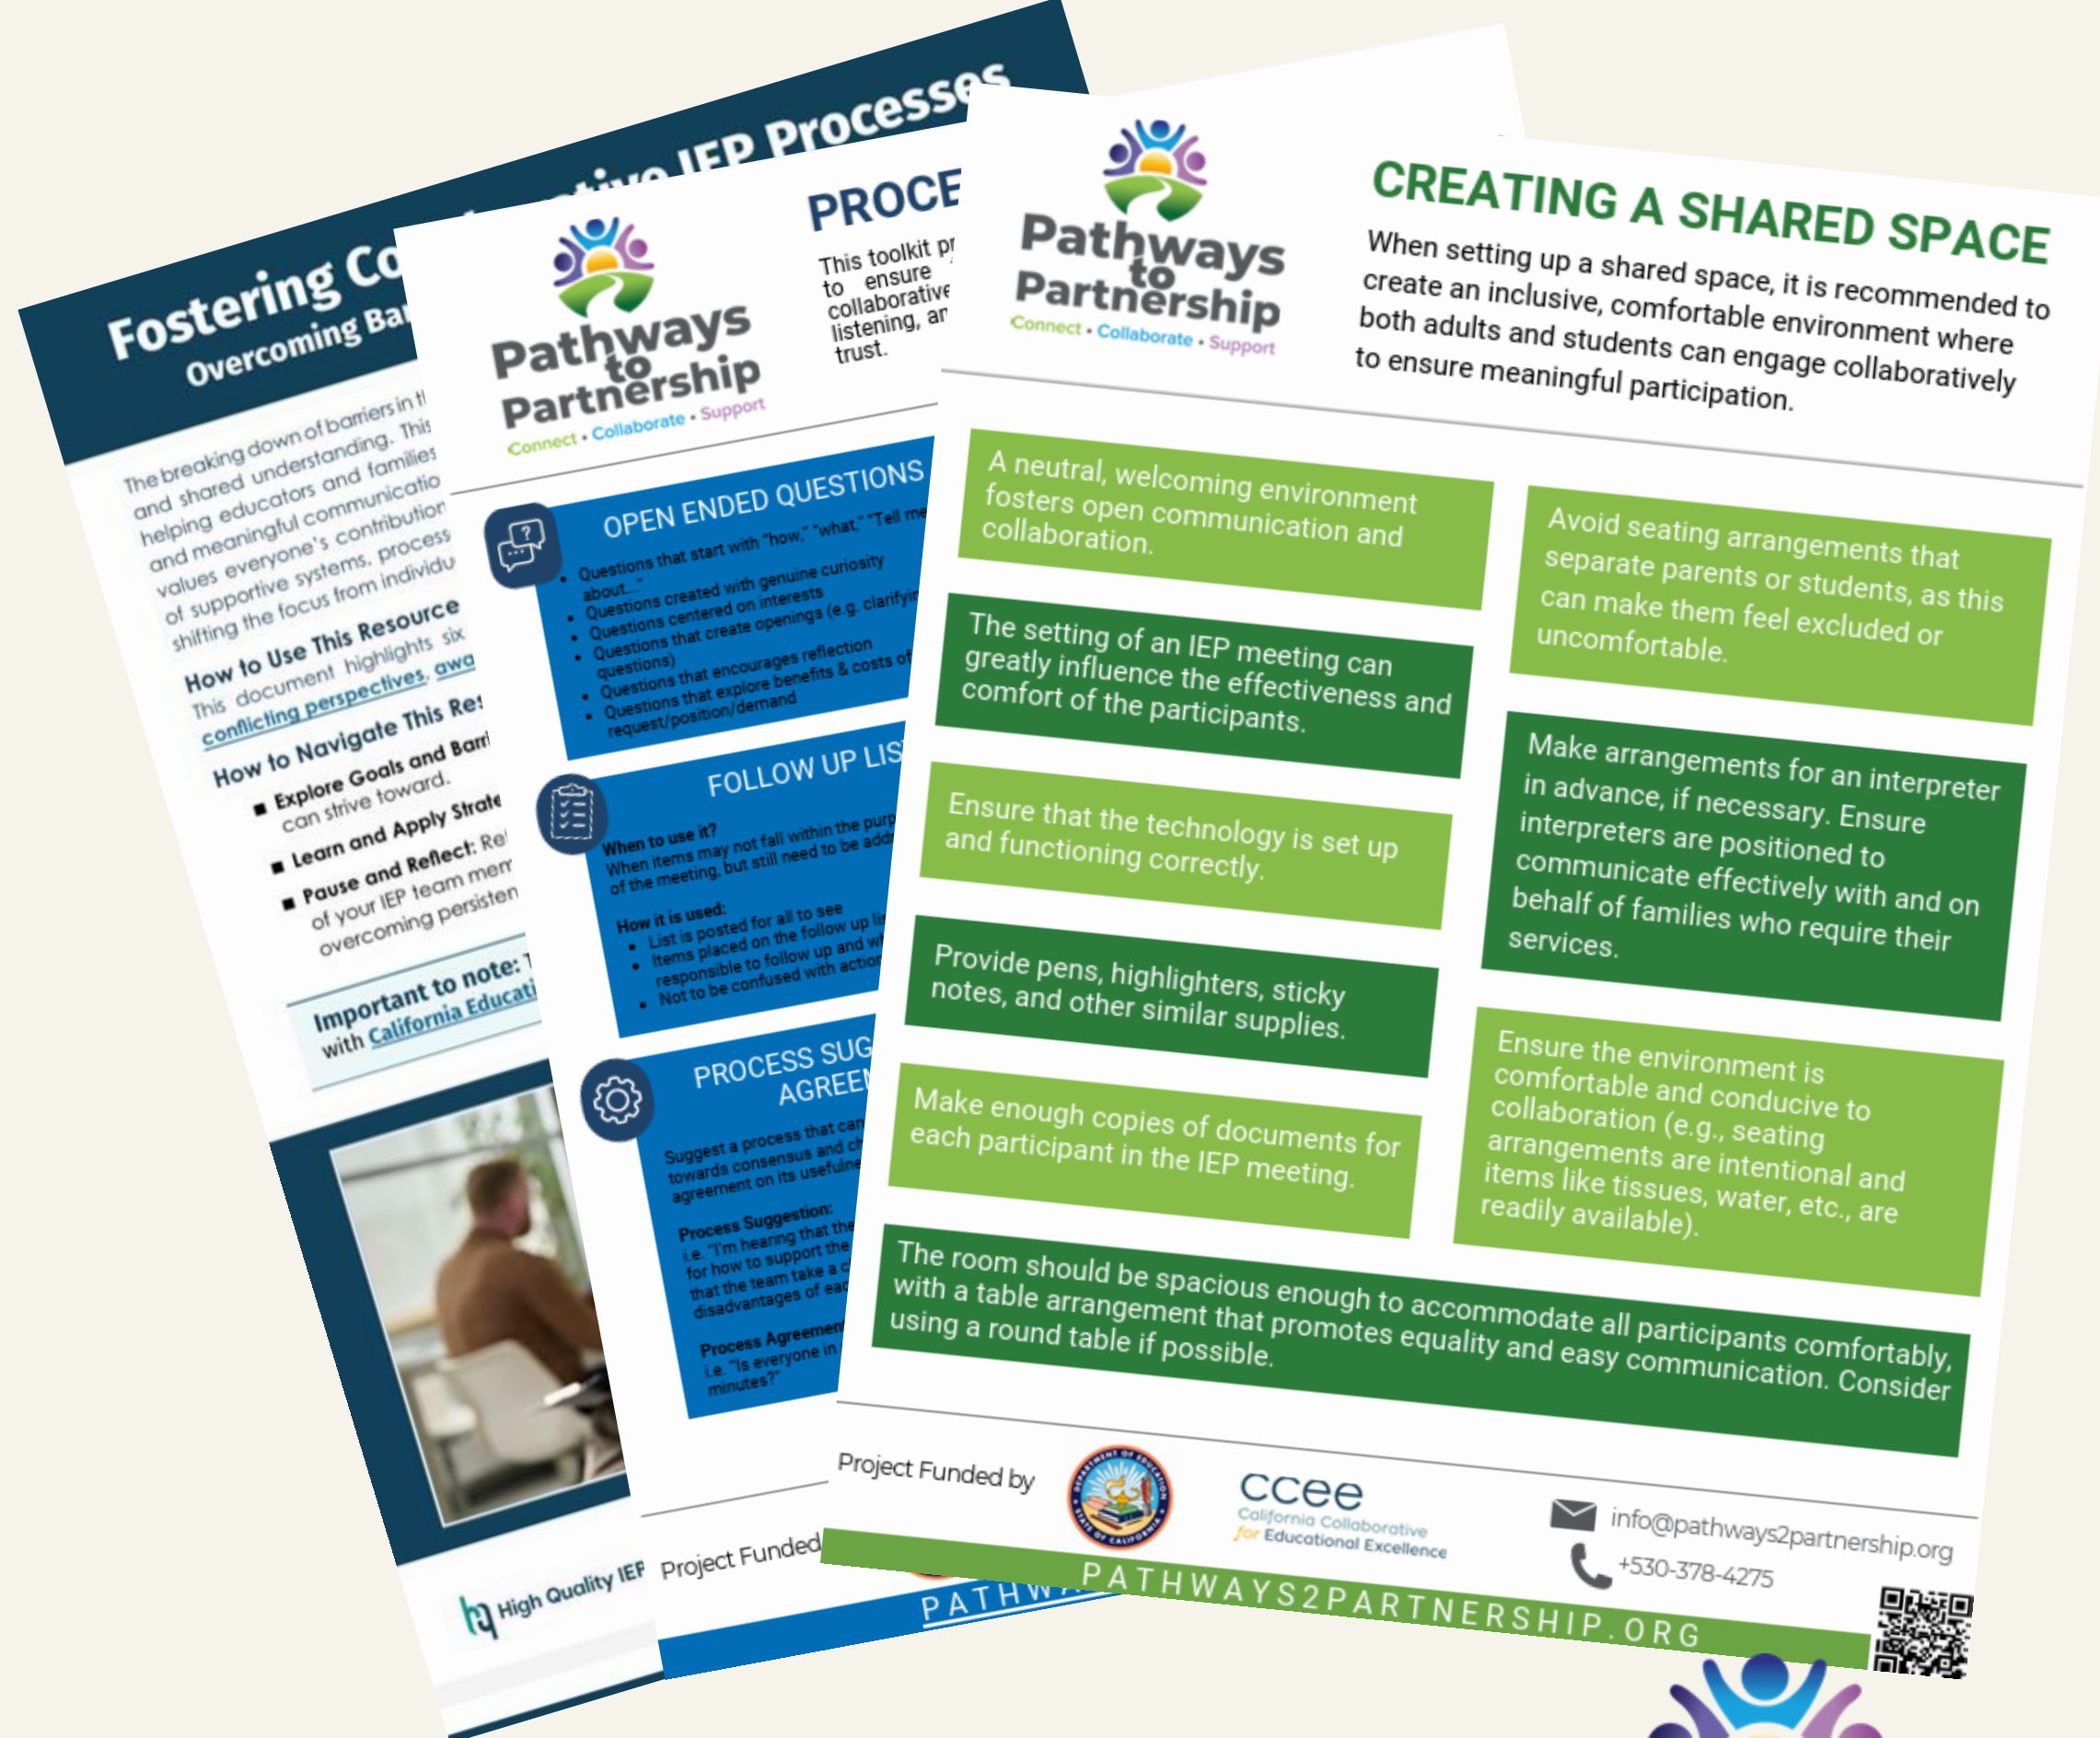 Fostering Co
ative IEP Processes
Overcoming Bar
The breaking down of barriers in t
and shared understanding. This
helping educators and families
and meaningful communicatio
values everyone's contribution
of supportive systems, process
shifting the focus from individu
How to Use This Resource
This document highlights six
conflicting perspectives, awa
How to Navigate This Res
■ Explore Goals and Barri
can strive toward.
■ Learn and Apply Strate
■ Pause and Reflect: Re
of your IEP team mem
overcoming persisten
Important to note: T
with California Educati
High Quality IEP
Pathways
to
Partnership
Connect • Collaborate • Support
PROCE
This toolkit pr
to ensure
collaborative
listening, an
trust.
OPEN ENDED QUESTIONS
• Questions that start with "how," "what," "Tell me
about..."
• Questions created with genuine curiosity
• Questions centered on interests
• Questions that create openings (e.g. clarifyin
questions)
• Questions that encourages reflection
• Questions that explore benefits & costs of
request/position/demand
FOLLOW UP LIST
When to use it?
When items may not fall within the purp
of the meeting, but still need to be add
How it is used:
• List is posted for all to see
• Items placed on the follow up lis
responsible to follow up and wh
• Not to be confused with action
PROCESS SUG
AGREEM
Suggest a process that can
towards consensus and ch
agreement on its usefulne
Process Suggestion:
i.e. "I'm hearing that the
for how to support the
that the team take a c
disadvantages of eac
Process Agreement
i.e. "Is everyone in
minutes?"
Project Funded
PATHWA
Pathways
to
Partnership
Connect • Collaborate • Support
CREATING A SHARED SPACE
When setting up a shared space, it is recommended to
create an inclusive, comfortable environment where
both adults and students can engage collaboratively
to ensure meaningful participation.
A neutral, welcoming environment
fosters open communication and
collaboration.
The setting of an IEP meeting can
greatly influence the effectiveness and
comfort of the participants.
Ensure that the technology is set up
and functioning correctly.
Provide pens, highlighters, sticky
notes, and other similar supplies.
Make enough copies of documents for
each participant in the IEP meeting.
Avoid seating arrangements that
separate parents or students, as this
can make them feel excluded or
uncomfortable.
Make arrangements for an interpreter
in advance, if necessary. Ensure
interpreters are positioned to
communicate effectively with and on
behalf of families who require their
services.
Ensure the environment is
comfortable and conducive to
collaboration (e.g., seating
arrangements are intentional and
items like tissues, water, etc., are
readily available).
The room should be spacious enough to accommodate all participants comfortably,
with a table arrangement that promotes equality and easy communication. Consider
using a round table if possible.
Project Funded by
DEPARTMENT OF EDUCATION
STATE OF CALIFORNIA
ccee
California Collaborative
for Educational Excellence
info@pathways2partnership.org
+530-378-4275
PATHWAYS2PARTNERSHIP.ORG